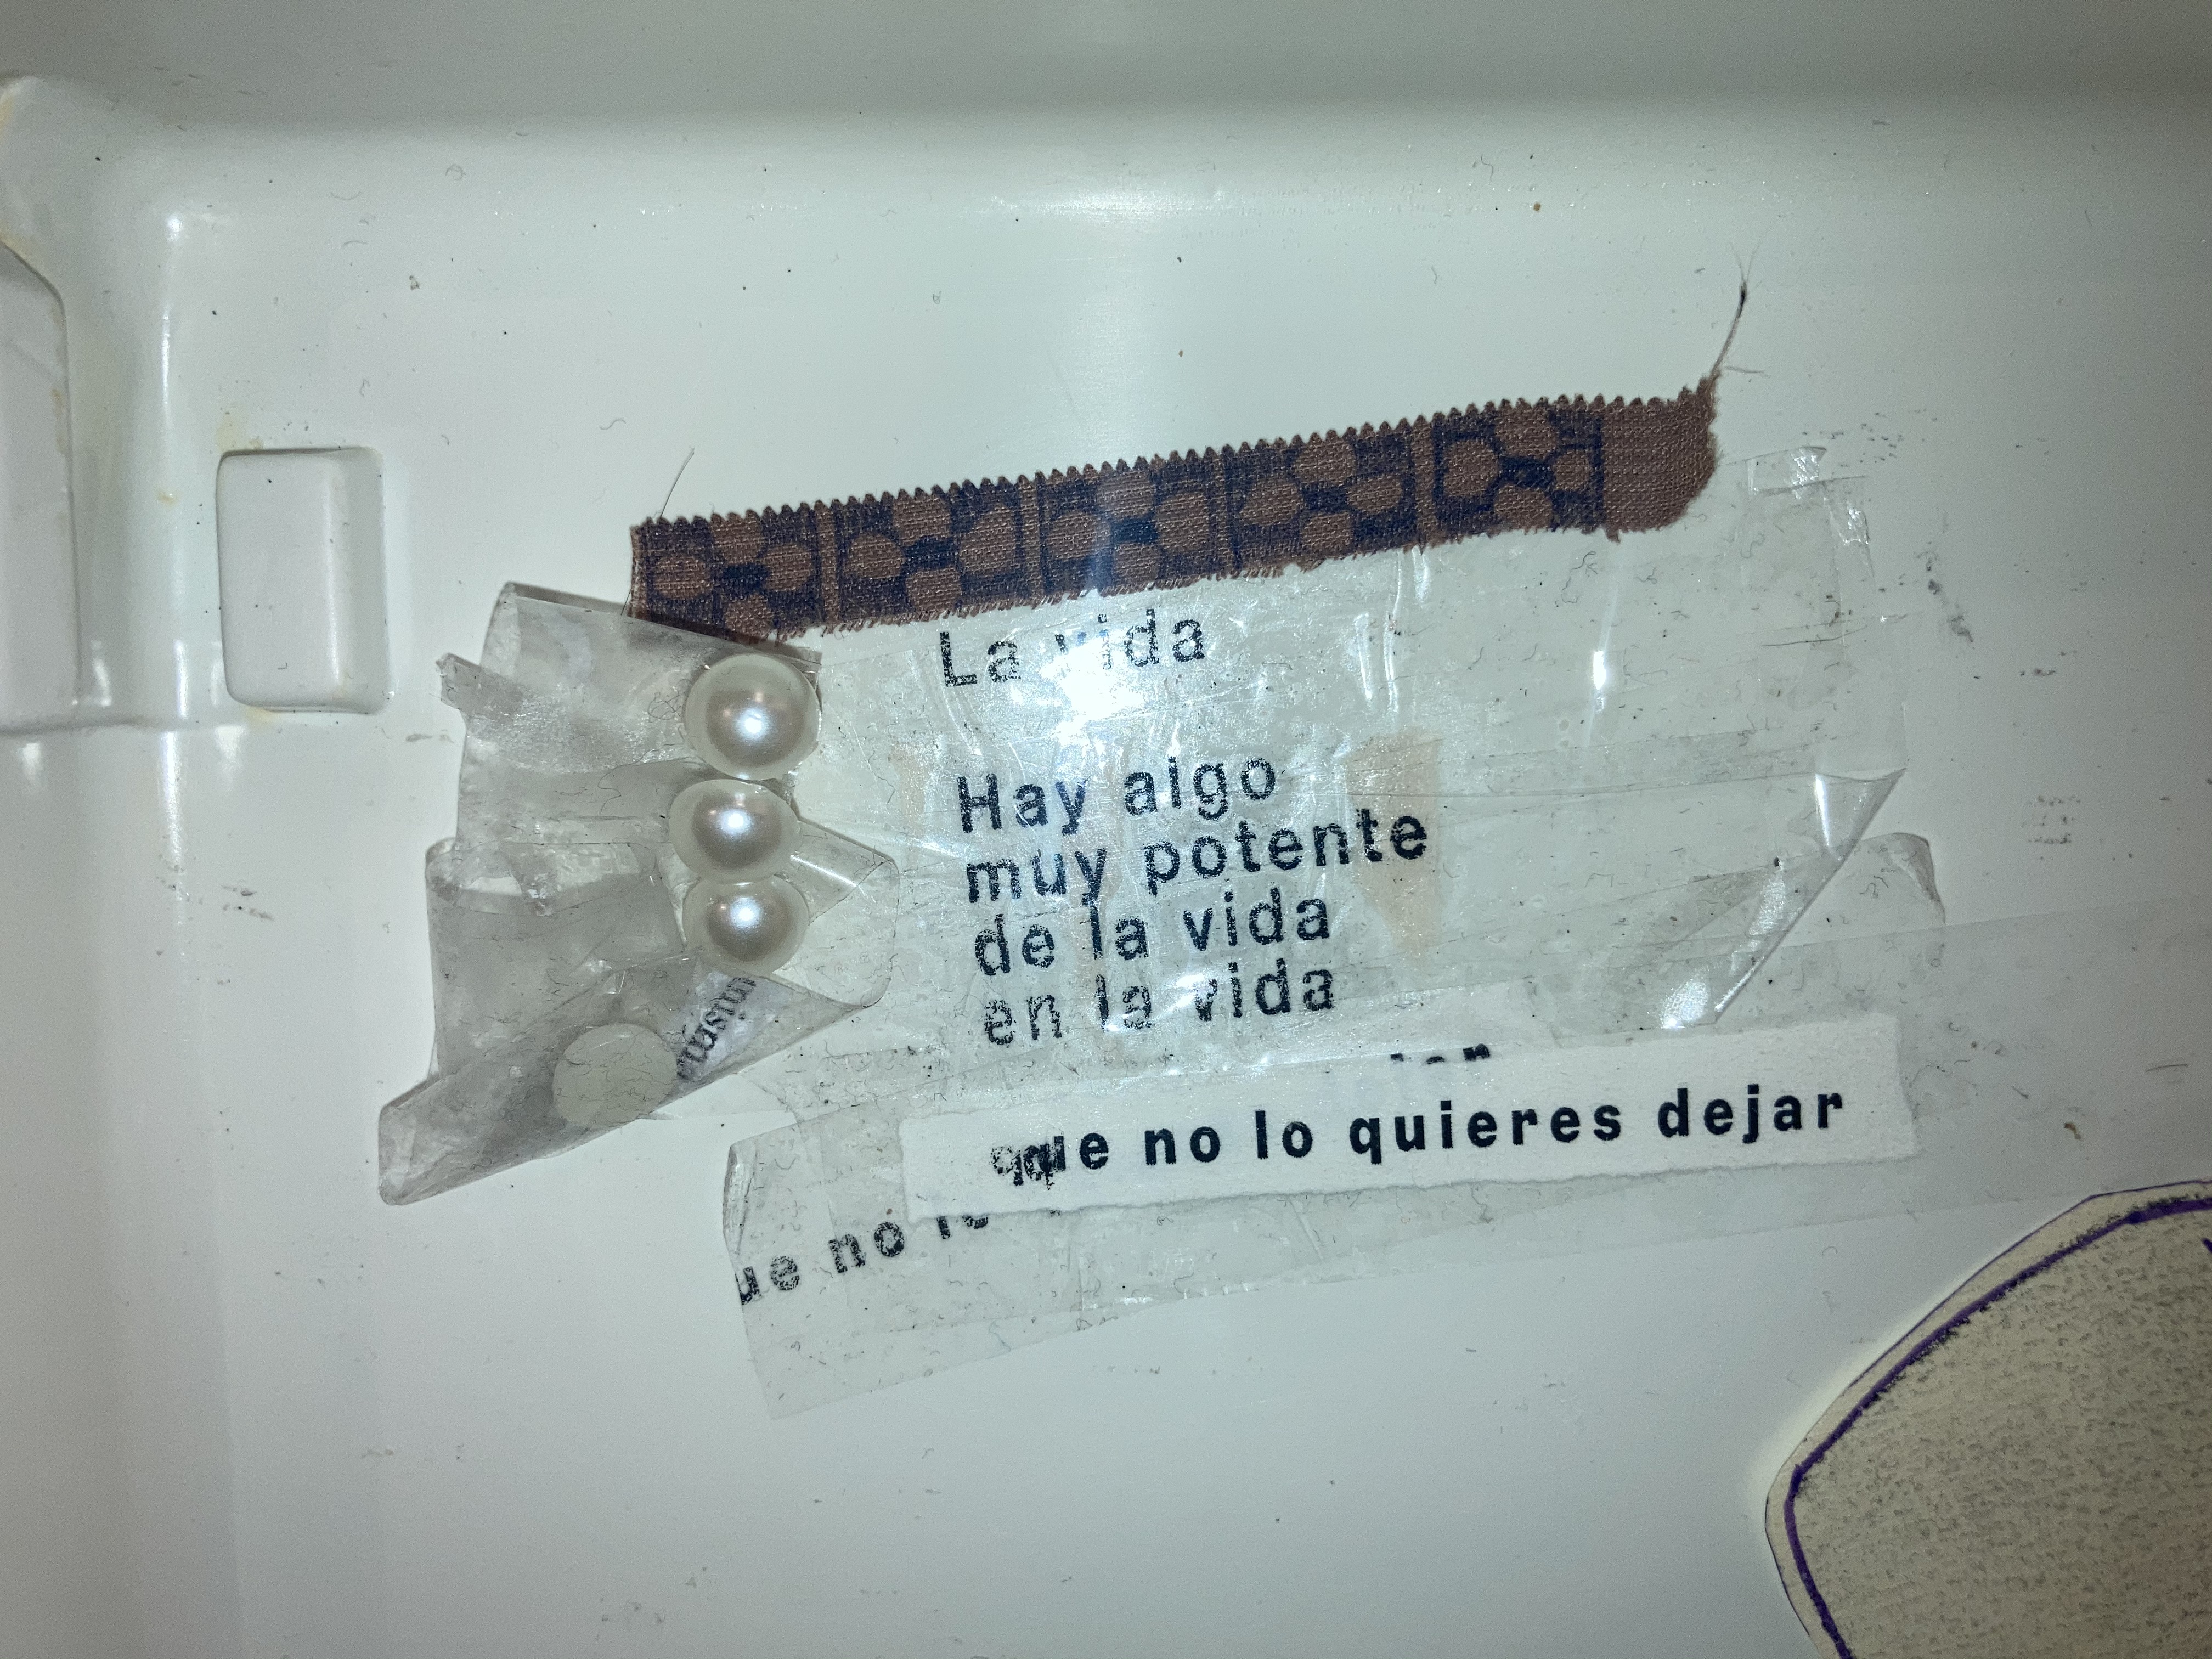 La vida
Hay algo
muy potente
de la vida
en la vida
que no lo quieres dejar
ue no lo